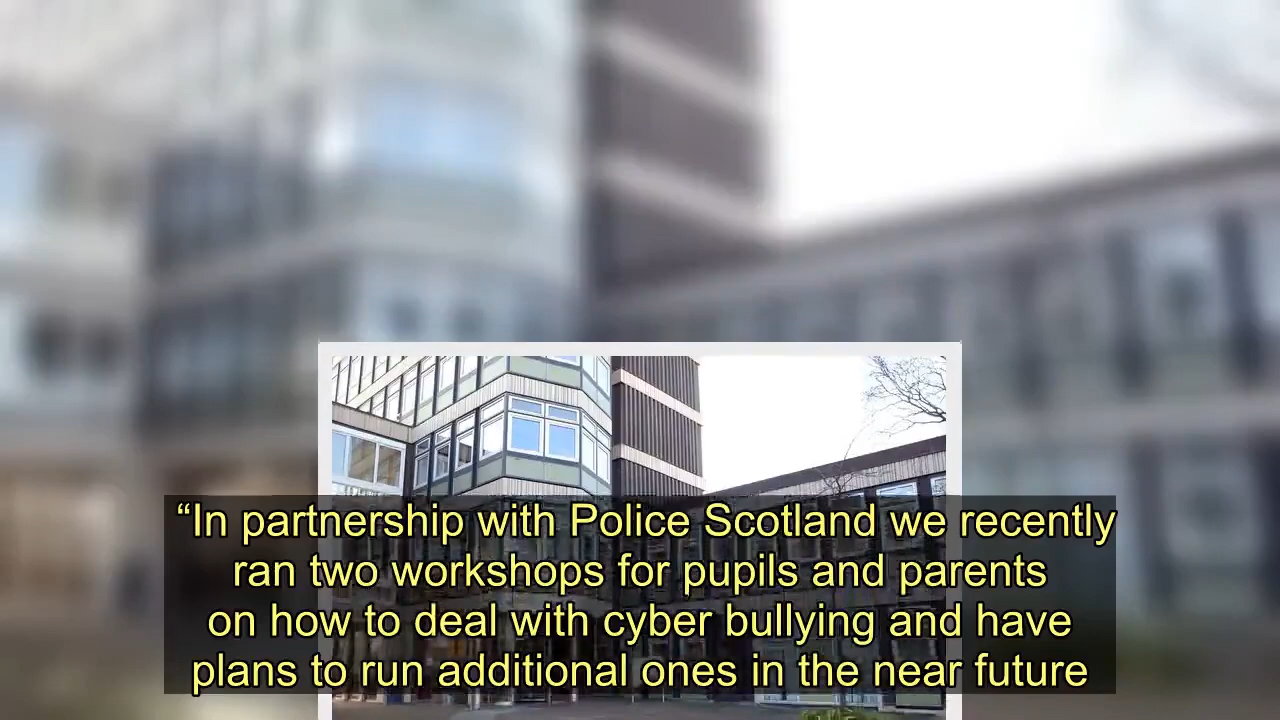 “In partnership with Police Scotland we recently
ran two workshops for pupils and parents
on how to deal with cyber bullying and have
plans to run additional ones in the near future